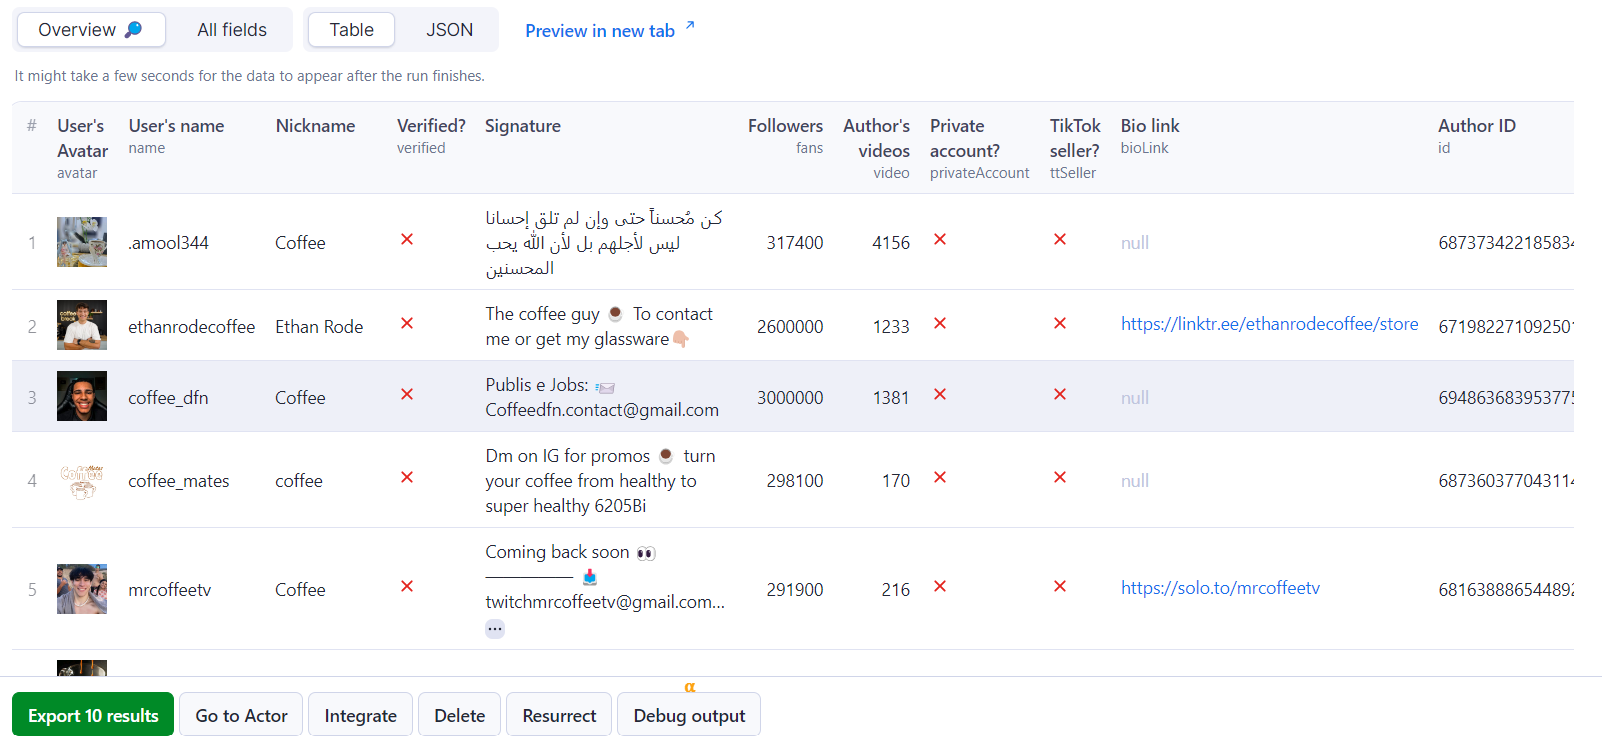 Overview 🔎 All fields Table JSON Preview in new tab ↗
It might take a few seconds for the data to appear after the run finishes.
# User's Avatar avatar User's name name Nickname Verified? verified Signature Followers fans Author's videos video Private account? privateAccount TikTok seller? ttSeller Bio link bioLink Author ID id
1 .amool344 Coffee ✕ كن مُحسناً حتى وإن لم تلق إحسانا
ليس لأجلهم بل لأن الله يحب
المحسنين
317400 4156 ✕ ✕ null 68737342218583
2 ethanrodecoffee Ethan Rode ✕ The coffee guy ☕ To contact
me or get my glassware👇🏼
2600000 1233 ✕ ✕ https://linktr.ee/ethanrodecoffee/store 6719822710925
3 coffee_dfn Coffee ✕ Publis e Jobs: 📨
Coffeedfn.contact@gmail.com
3000000 1381 ✕ ✕ null 69486368395377
4 coffee_mates coffee ✕ Dm on IG for promos ☕ turn
your coffee from healthy to
super healthy 6205Bi
298100 170 ✕ ✕ null 68736037704311
5 mrcoffeetv Coffee ✕ Coming back soon 👀
—————— 📥
twitchmrcoffeetv@gmail.com...
...
291900 216 ✕ ✕ https://solo.to/mrcoffeetv 6816388865448
α
Export 10 results Go to Actor Integrate Delete Resurrect Debug output